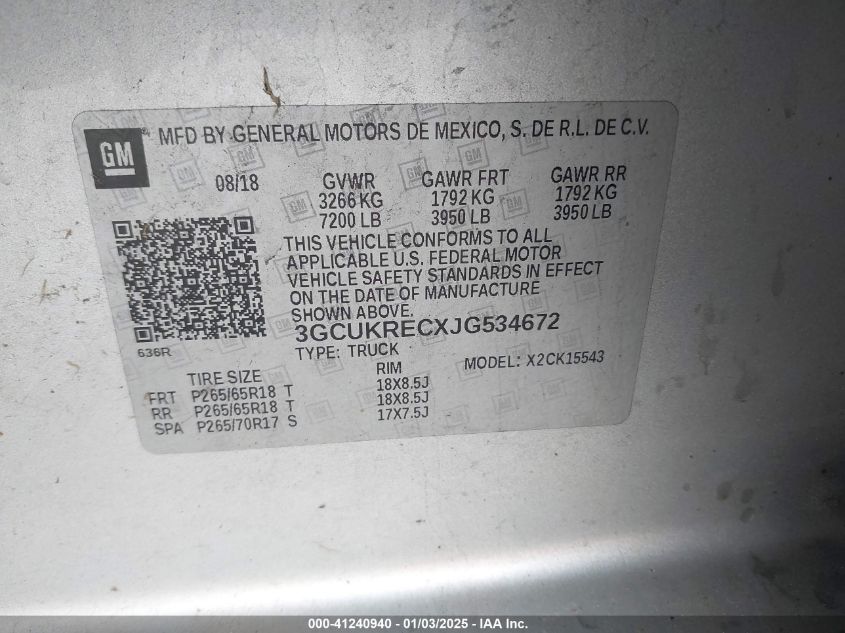 GM
MFD BY GENERAL MOTORS DE MEXICO, S. DE R.L. DE C.V.
08/18 GVWR GAWR FRT GAWR RR
3266 KG 1792 KG 1792 KG
7200 LB 3950 LB 3950 LB
THIS VEHICLE CONFORMS TO ALL
APPLICABLE U.S. FEDERAL MOTOR
VEHICLE SAFETY STANDARDS IN EFFECT
ON THE DATE OF MANUFACTURE
SHOWN ABOVE.
3GCUKRECXJG534672
636R TYPE: TRUCK MODEL: X2CK15543
TIRE SIZE RIM
FRT P265/65R18 T 18X8.5J
RR P265/65R18 T 18X8.5J
SPA P265/70R17 S 17X7.5J
000-41240940 - 01/03/2025 - IAA Inc.